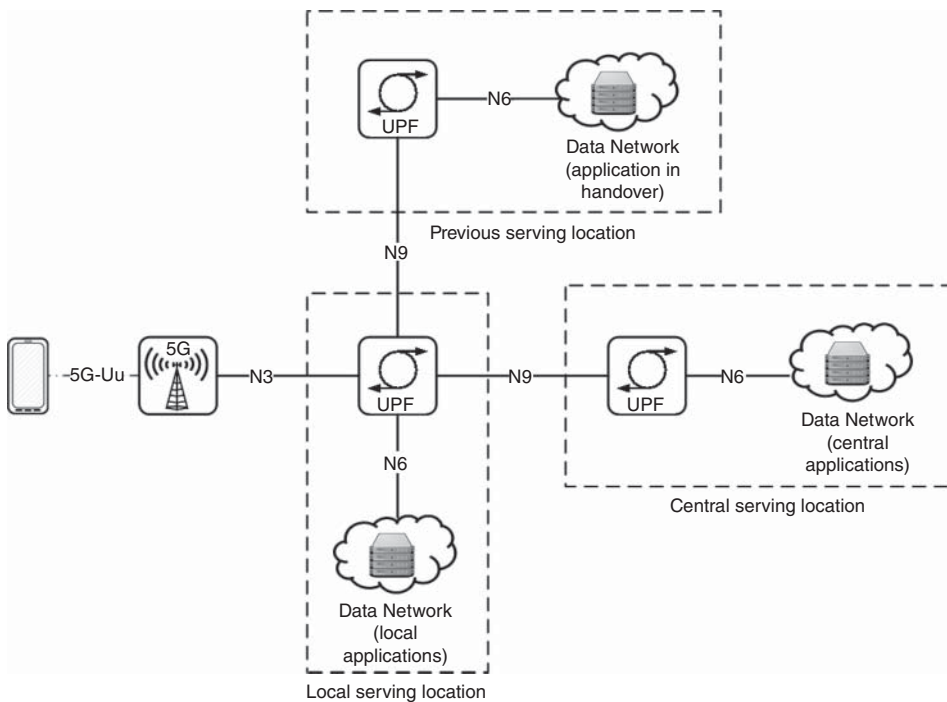 N6
UPF
Data Network
(application in
handover)
Previous serving location
N9
5G
5G-Uu
N3
UPF
N9
UPF
N6
Data Network
(central
applications)
Central serving location
N6
Data Network
(local
applications)
Local serving location